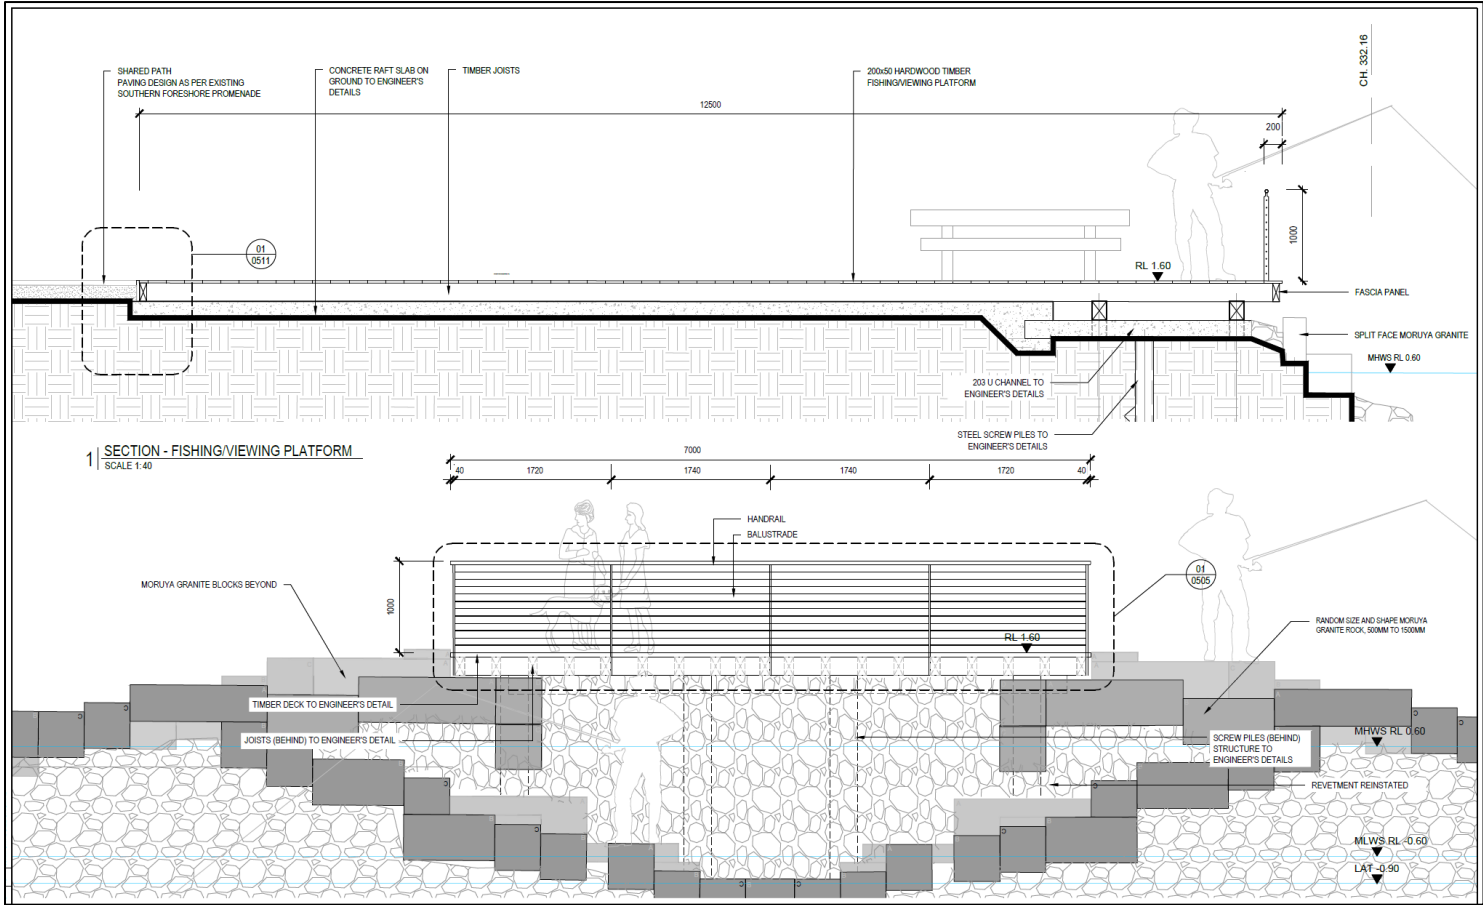 SHARED PATH
PAVING DESIGN AS PER EXISTING
SOUTHERN FORESHORE PROMENADE
CONCRETE RAFT SLAB ON
GROUND TO ENGINEER'S
DETAILS
TIMBER JOISTS
200x50 HARDWOOD TIMBER
FISHING/VIEWING PLATFORM
CH. 332.16
12500
200
1000
01
0511
RL 1.60
FASCIA PANEL
SPLIT FACE MORUYA GRANITE
MHWS RL 0.60
203 U CHANNEL TO
ENGINEER'S DETAILS
STEEL SCREW PILES TO
ENGINEER'S DETAILS
1
SECTION - FISHING/VIEWING PLATFORM
SCALE 1:40
7000
40
1720
1740
1740
1720
40
HANDRAIL
BALUSTRADE
MORUYA GRANITE BLOCKS BEYOND
1000
01
0505
RANDOM SIZE AND SHAPE MORUYA
GRANITE ROCK, 500MM TO 1500MM
RL 1.60
TIMBER DECK TO ENGINEER'S DETAIL
JOISTS (BEHIND) TO ENGINEER'S DETAIL
SCREW PILES (BEHIND)
STRUCTURE TO
ENGINEER'S DETAILS
MHWS RL 0.60
REVETMENT REINSTATED
MLWS RL -0.60
LAT -0.90